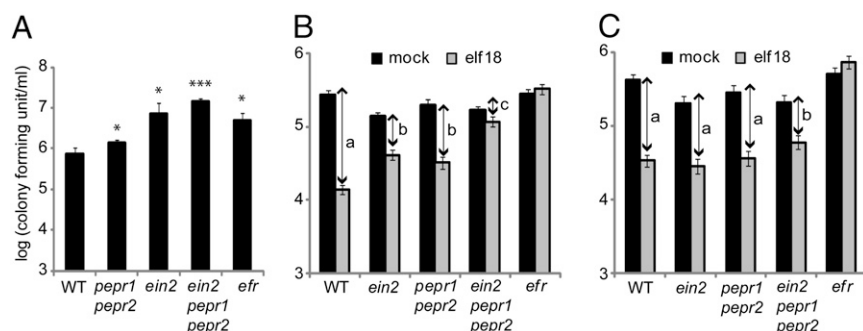 A
log (colony forming unit/ml)
8
7
6
5
4
3
*
*
***
*
WT
pepr1
pepr2
ein2
ein2
pepr1
pepr2
efr
B
mock
elf18
6
5
4
3
a
b
b
c
WT
ein2
pepr1
pepr2
ein2
pepr1
pepr2
efr
C
mock
elf18
6
5
4
3
a
a
a
b
WT
ein2
pepr1
pepr2
ein2
pepr1
pepr2
efr